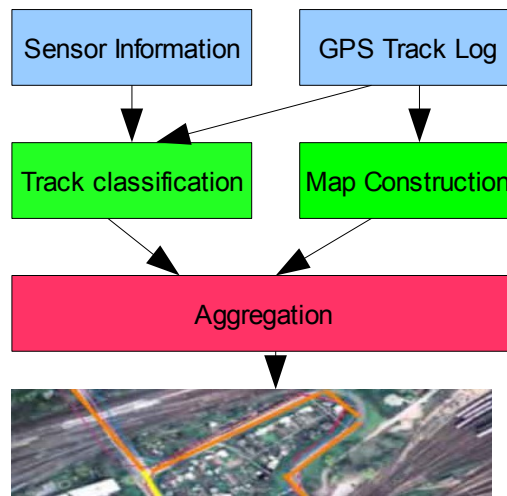 Sensor Information
GPS Track Log
Track classification
Map Construction
Aggregation